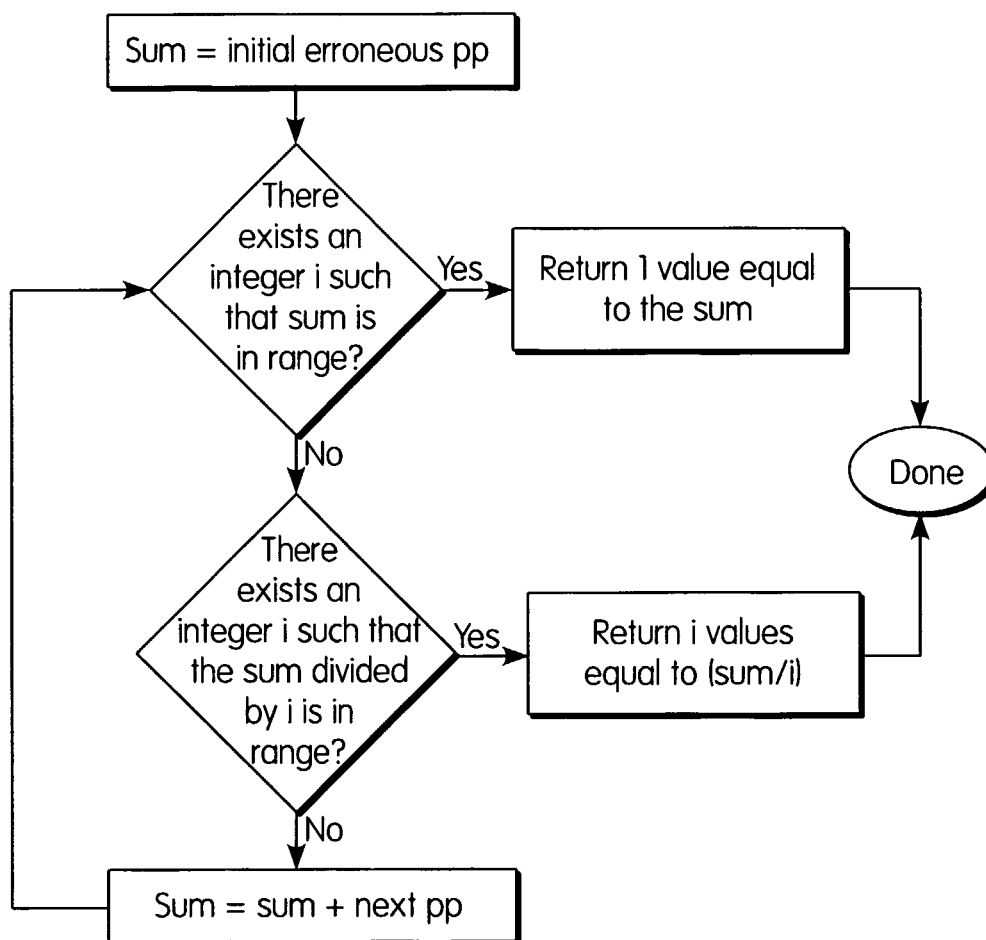 Sum = initial erroneous pp
There
exists an
integer i such
that sum is
in range?
Yes
Return 1 value equal
to the sum
No
Done
There
exists an
integer i such that
the sum divided
by i is in
range?
Yes
Return i values
equal to (sum/i)
No
Sum = sum + next pp